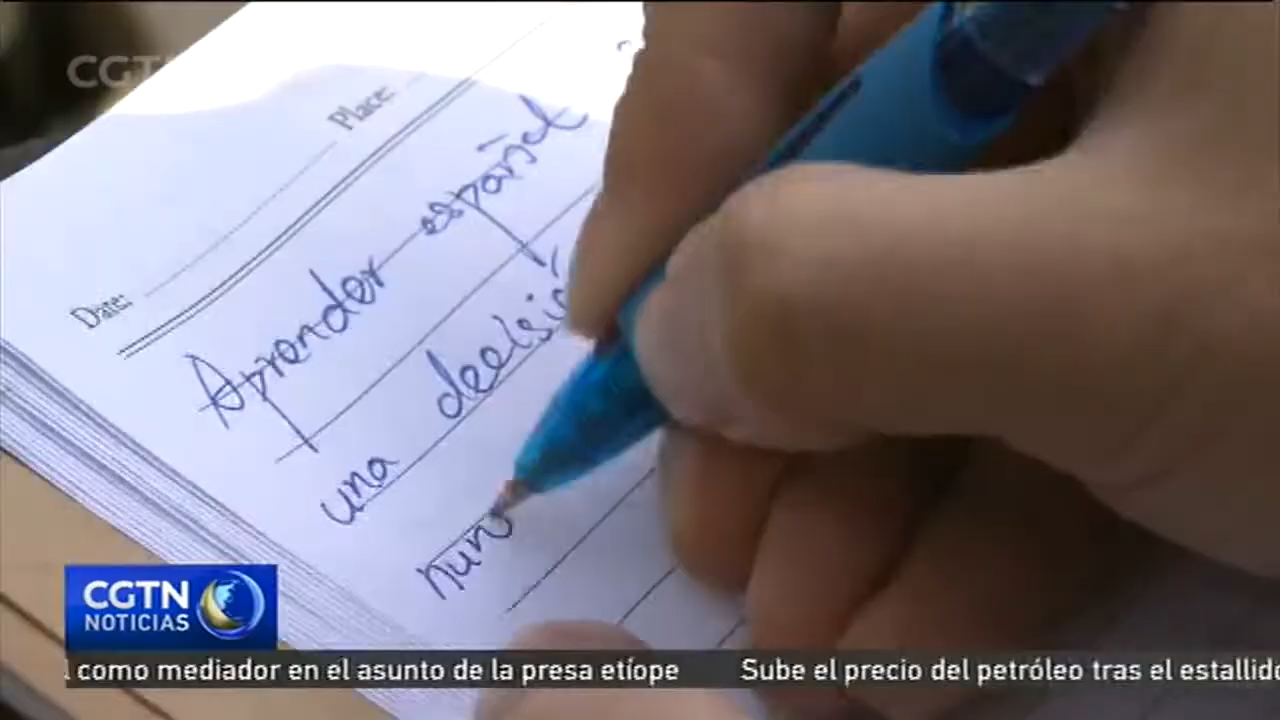 CGTN
Place:
Date:
Aprender español
una decisió
nun
CGTN
NOTICIAS
como mediador en el asunto de la presa etíope
Sube el precio del petróleo tras el estallido